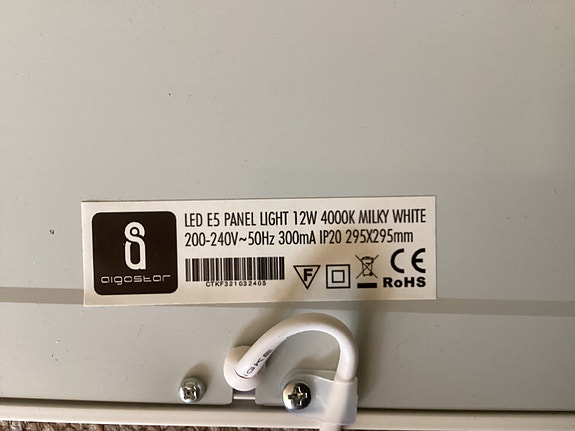 LED E5 PANEL LIGHT 12W 4000K MILKY WHITE
200-240V~50Hz 300mA IP20 295X295mm
CTKF321032405
F
CE
RoHS
aigostar